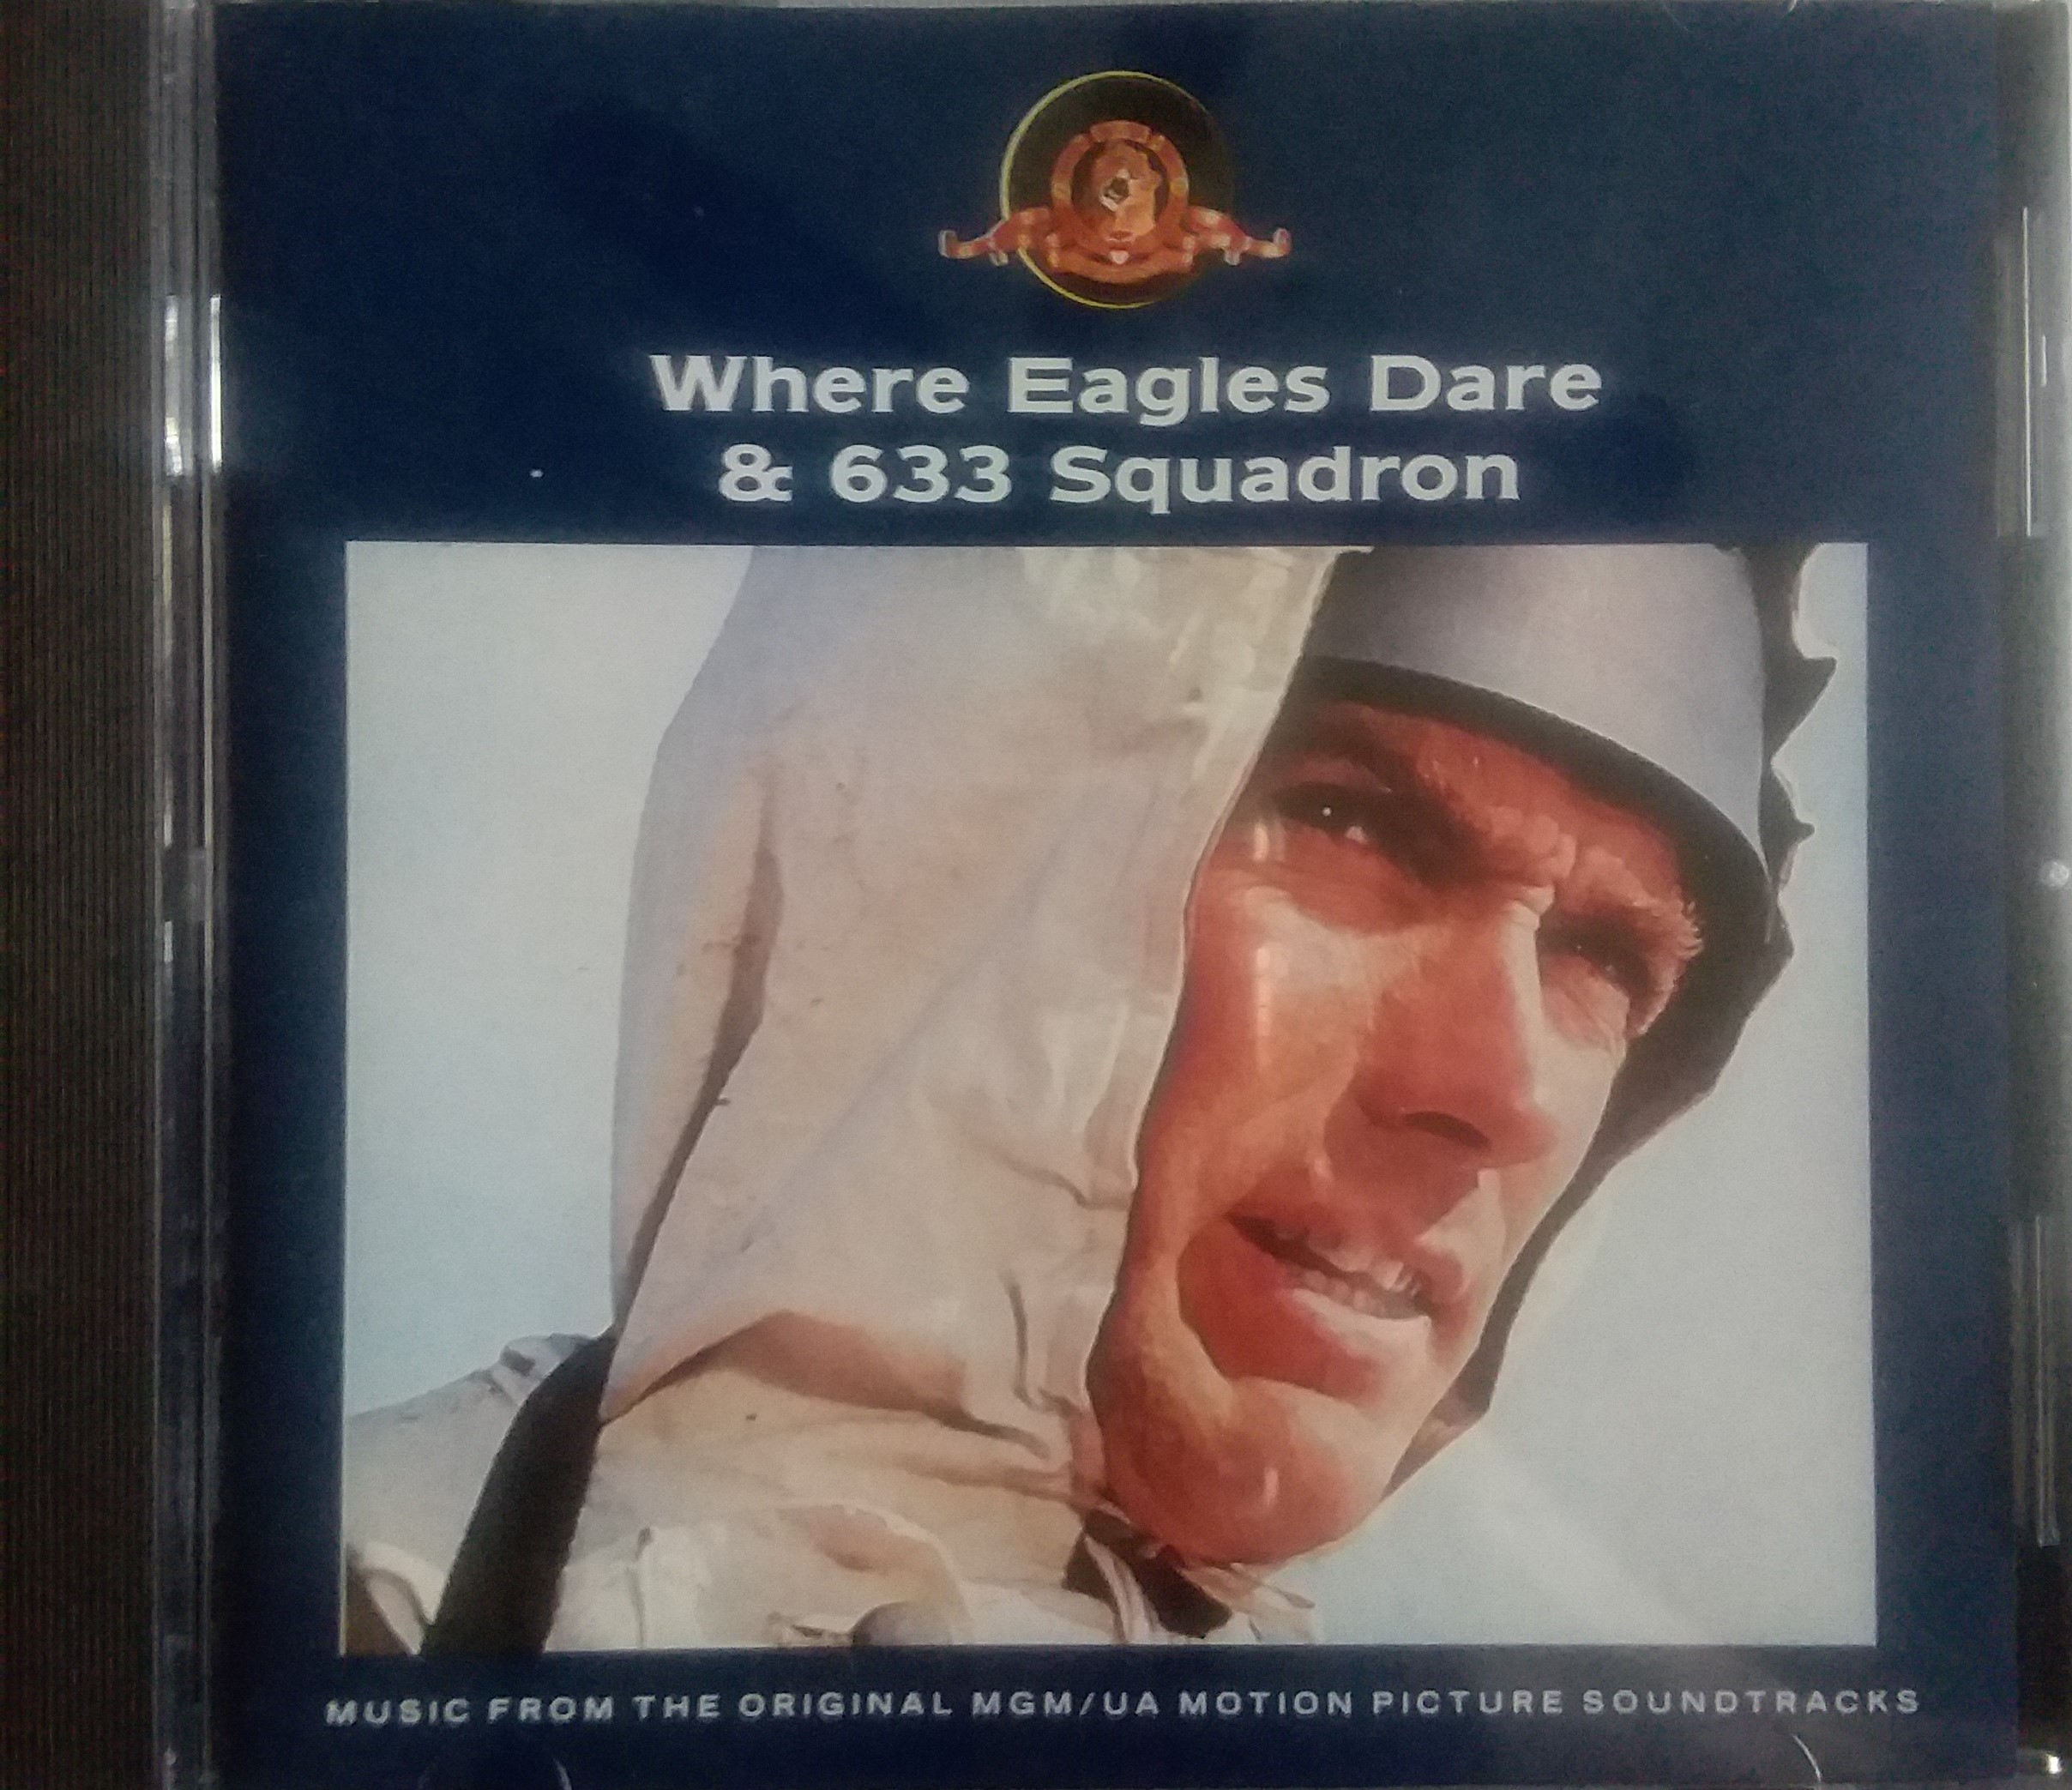 Where Eagles Dare
& 633 Squadron
MUSIC FROM THE ORIGINAL MGM/UA MOTION PICTURE SOUNDTRACKS